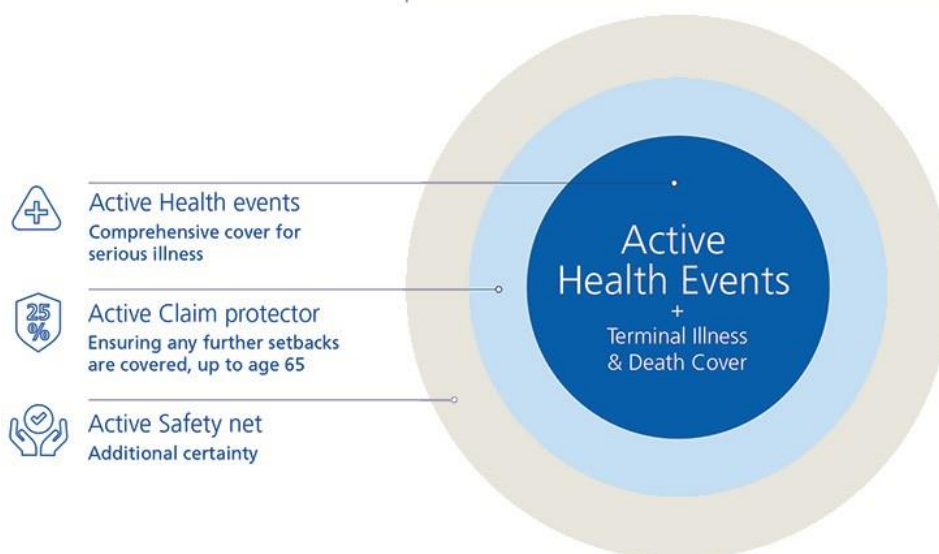 Active Health events
Comprehensive cover for
serious illness
25
%
Active Claim protector
Ensuring any further setbacks
are covered, up to age 65
Active Safety net
Additional certainty
Active
Health Events
+
Terminal Illness
& Death Cover